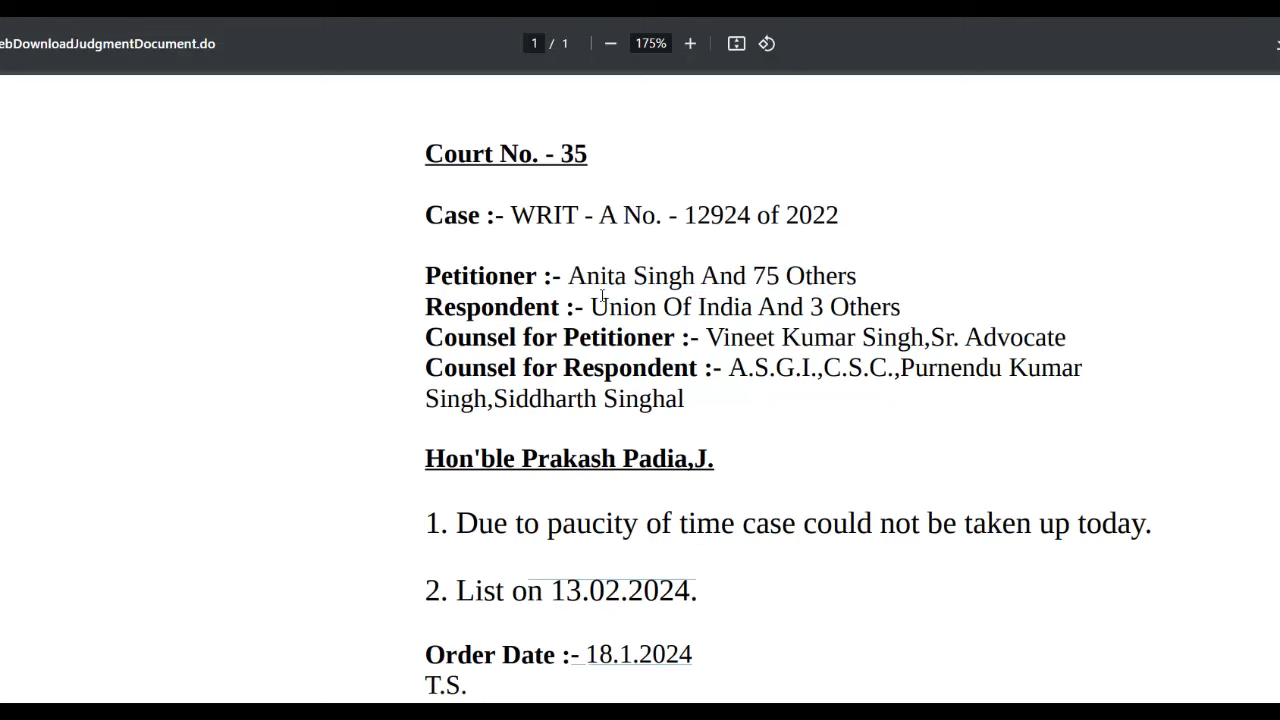 ebDownloadJudgmentDocument.do
1 / 1
175%
Court No. - 35
Case :- WRIT - A No. - 12924 of 2022
Petitioner :- Anita Singh And 75 Others
Respondent :- Union Of India And 3 Others
Counsel for Petitioner :- Vineet Kumar Singh,Sr. Advocate
Counsel for Respondent :- A.S.G.I.,C.S.C.,Purnendu Kumar
Singh,Siddharth Singhal
Hon'ble Prakash Padia,J.
1. Due to paucity of time case could not be taken up today.
2. List on 13.02.2024.
Order Date :- 18.1.2024
T.S.